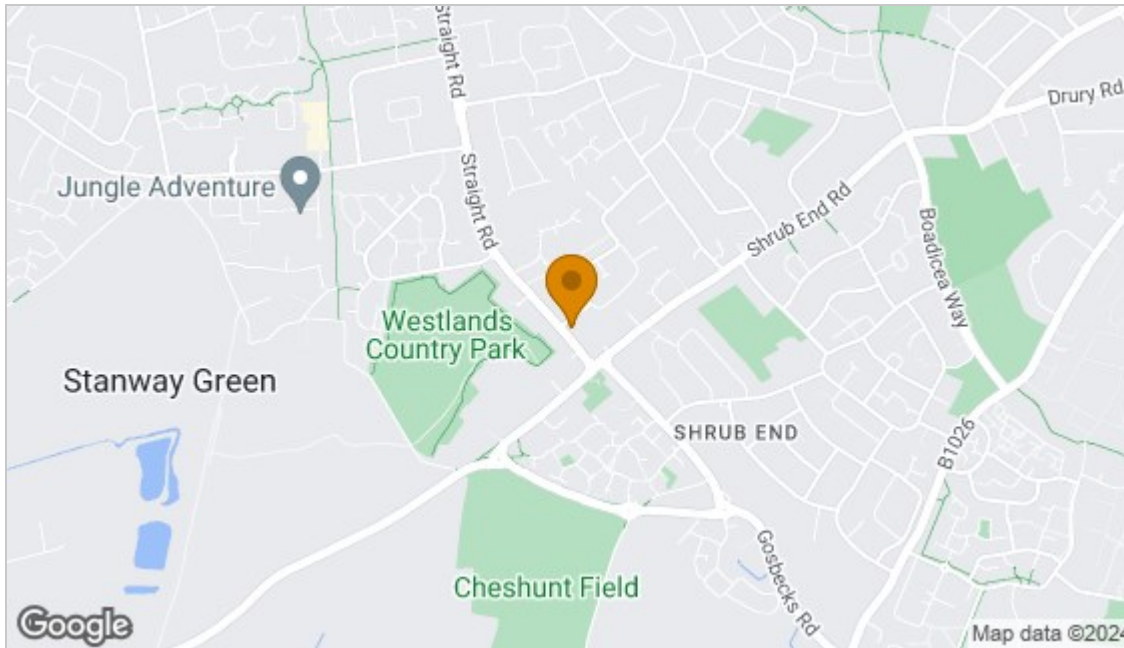 Straight Rd
Drury Rd
Jungle Adventure
Straight Rd
Shrub End Rd
Boadicea Way
Westlands
Country Park
Stanway Green
SHRUB END
B1026
Gosbecks Rd
Cheshunt Field
Google
Map data ©2024